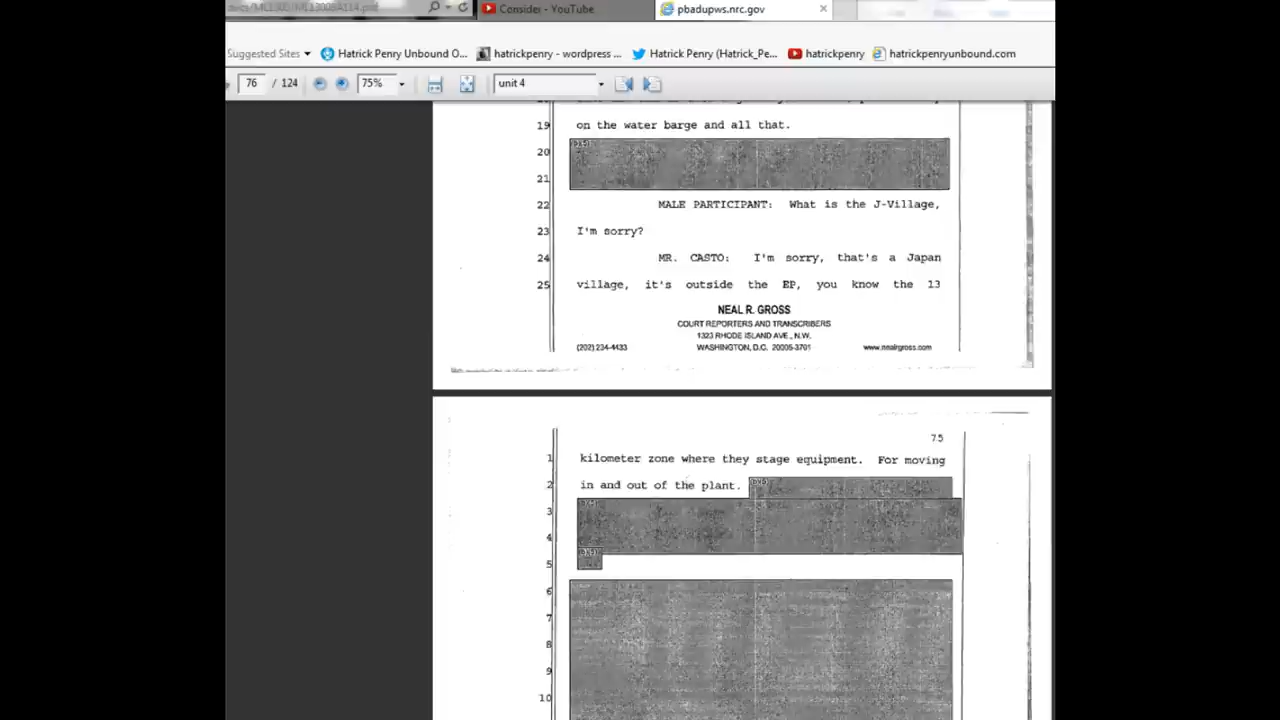 Consider - YouTube
pbadupws.nrc.gov
Suggested Sites
Hatrick Penry Unbound O...
hatrickpenry - wordpress ...
Hatrick Penry (Hatrick_Pe...
hatrickpenry
hatrickpenryunbound.com
76 / 124
75%
unit 4
19 on the water barge and all that.
20
21
22 MALE PARTICIPANT: What is the J-Village,
23 I'm sorry?
24 MR. CASTO: I'm sorry, that's a Japan
25 village, it's outside the EP, you know the 13
NEAL R. GROSS
COURT REPORTERS AND TRANSCRIBERS
1323 RHODE ISLAND AVE., N.W.
(202) 234-4433 WASHINGTON, D.C. 20005-3701 www.nealrgross.com
75
1 kilometer zone where they stage equipment. For moving
2 in and out of the plant.
3
4
5
6
7
8
9
10